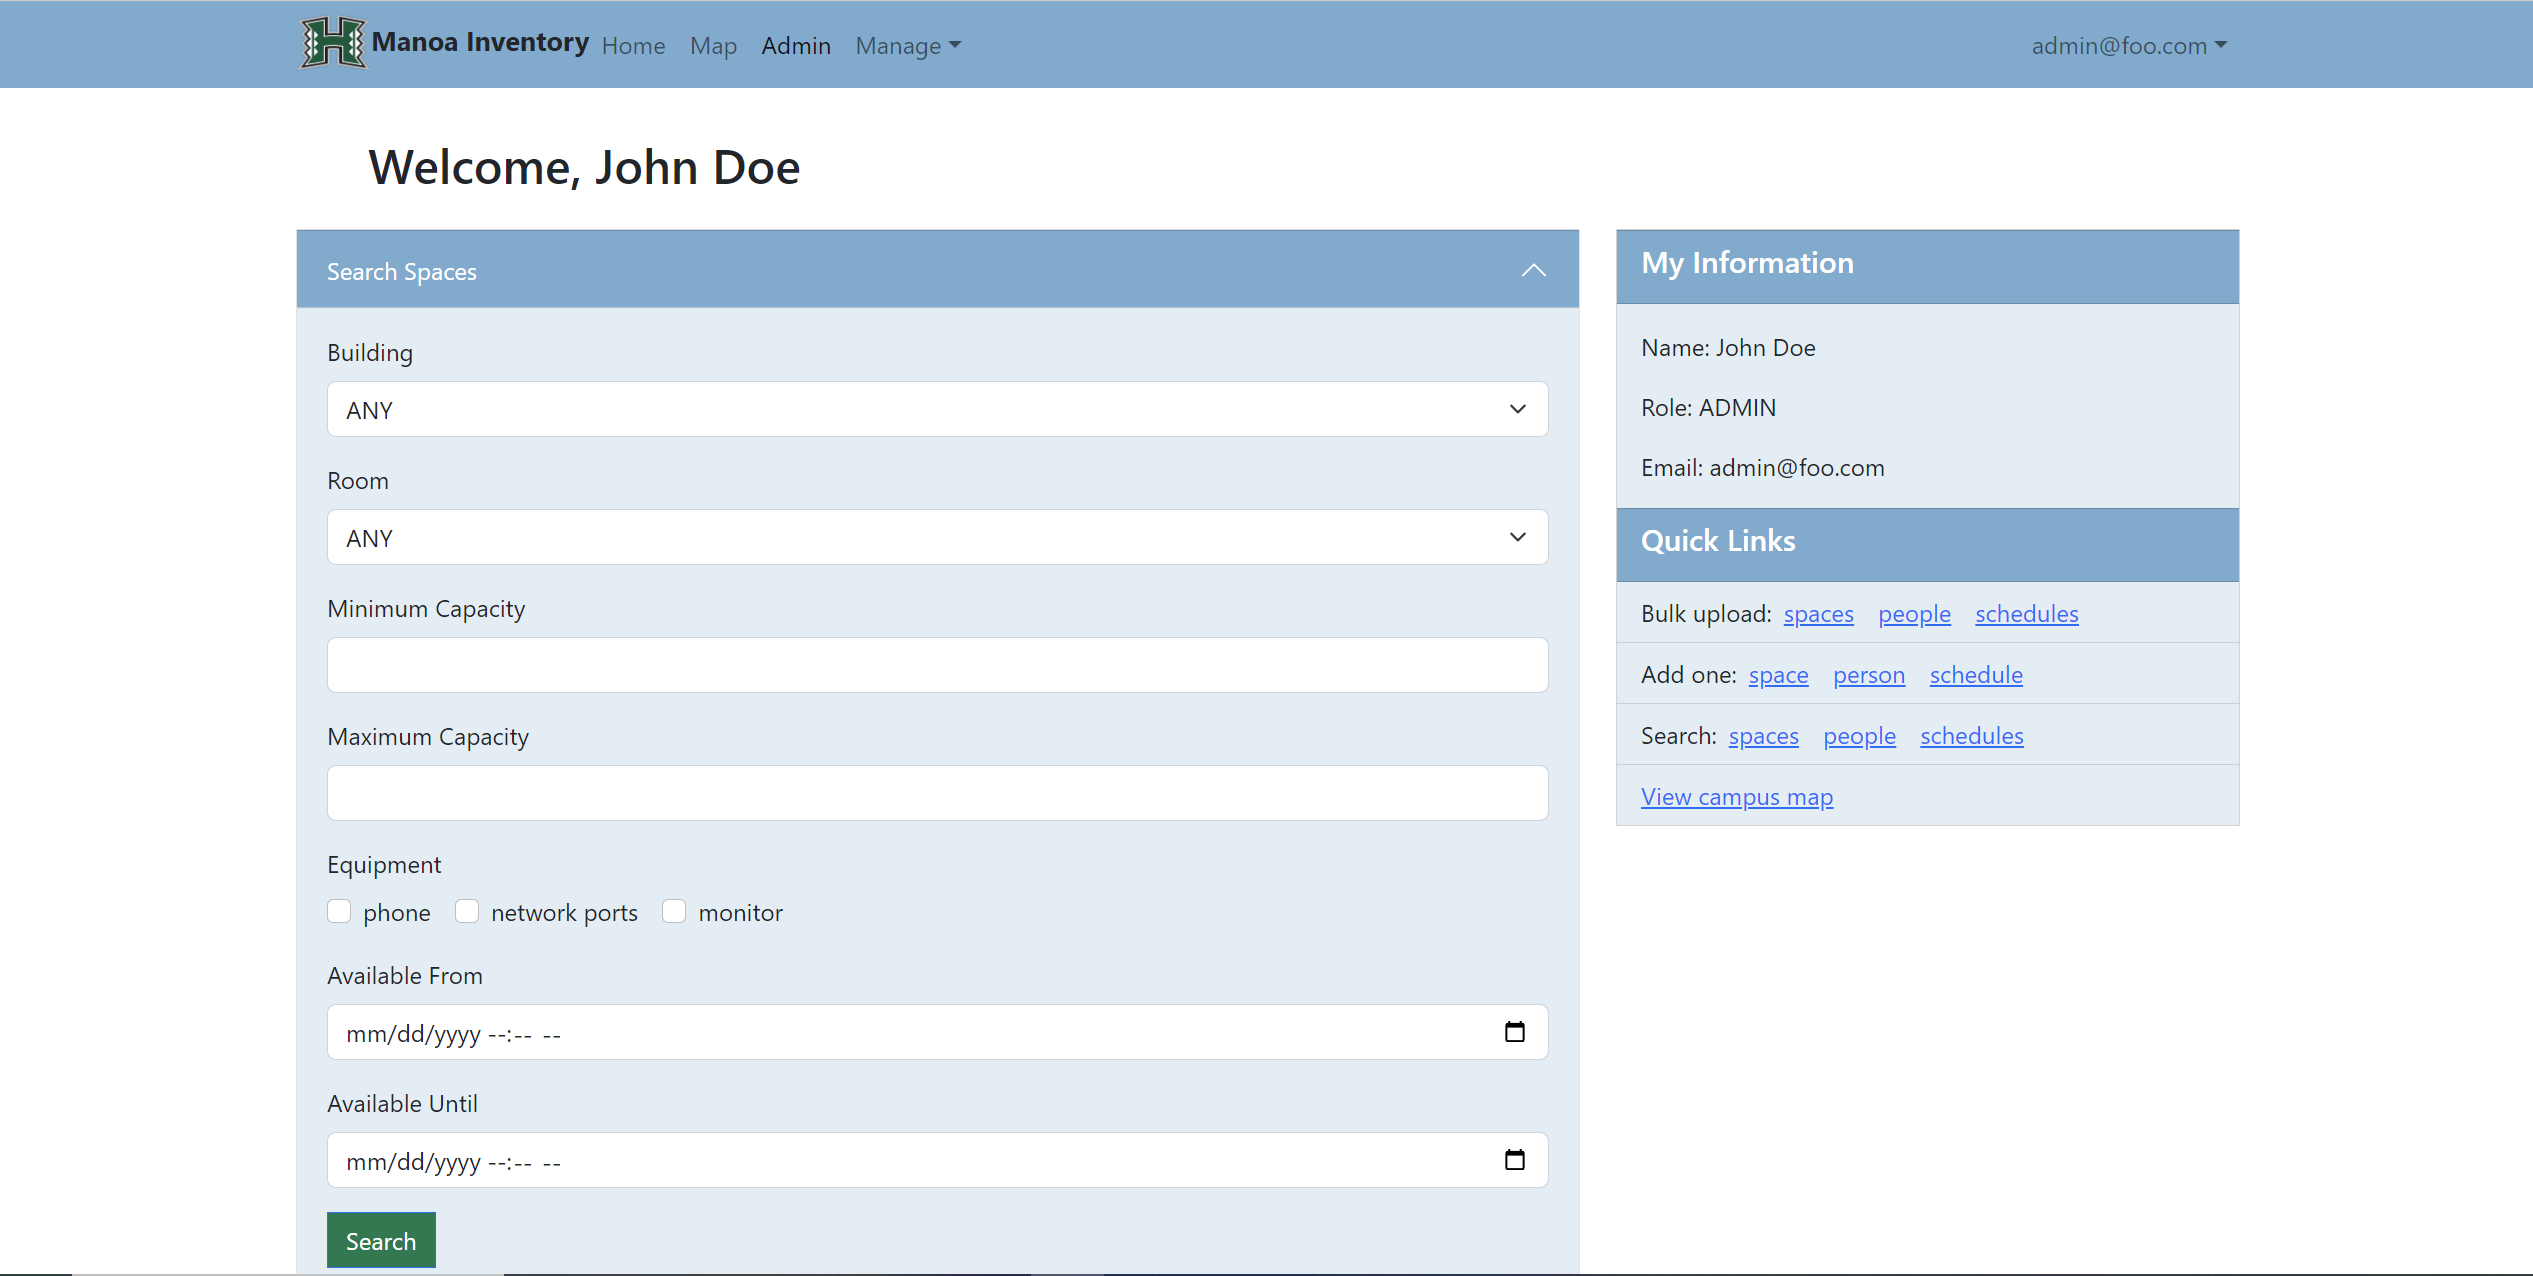 H Manoa Inventory Home Map Admin Manage admin@foo.com
Welcome, John Doe
Search Spaces
Building
ANY
Room
ANY
Minimum Capacity
Maximum Capacity
Equipment
phone network ports monitor
Available From
mm/dd/yyyy --:-- --
Available Until
mm/dd/yyyy --:-- --
Search
My Information
Name: John Doe
Role: ADMIN
Email: admin@foo.com
Quick Links
Bulk upload: spaces people schedules
Add one: space person schedule
Search: spaces people schedules
View campus map